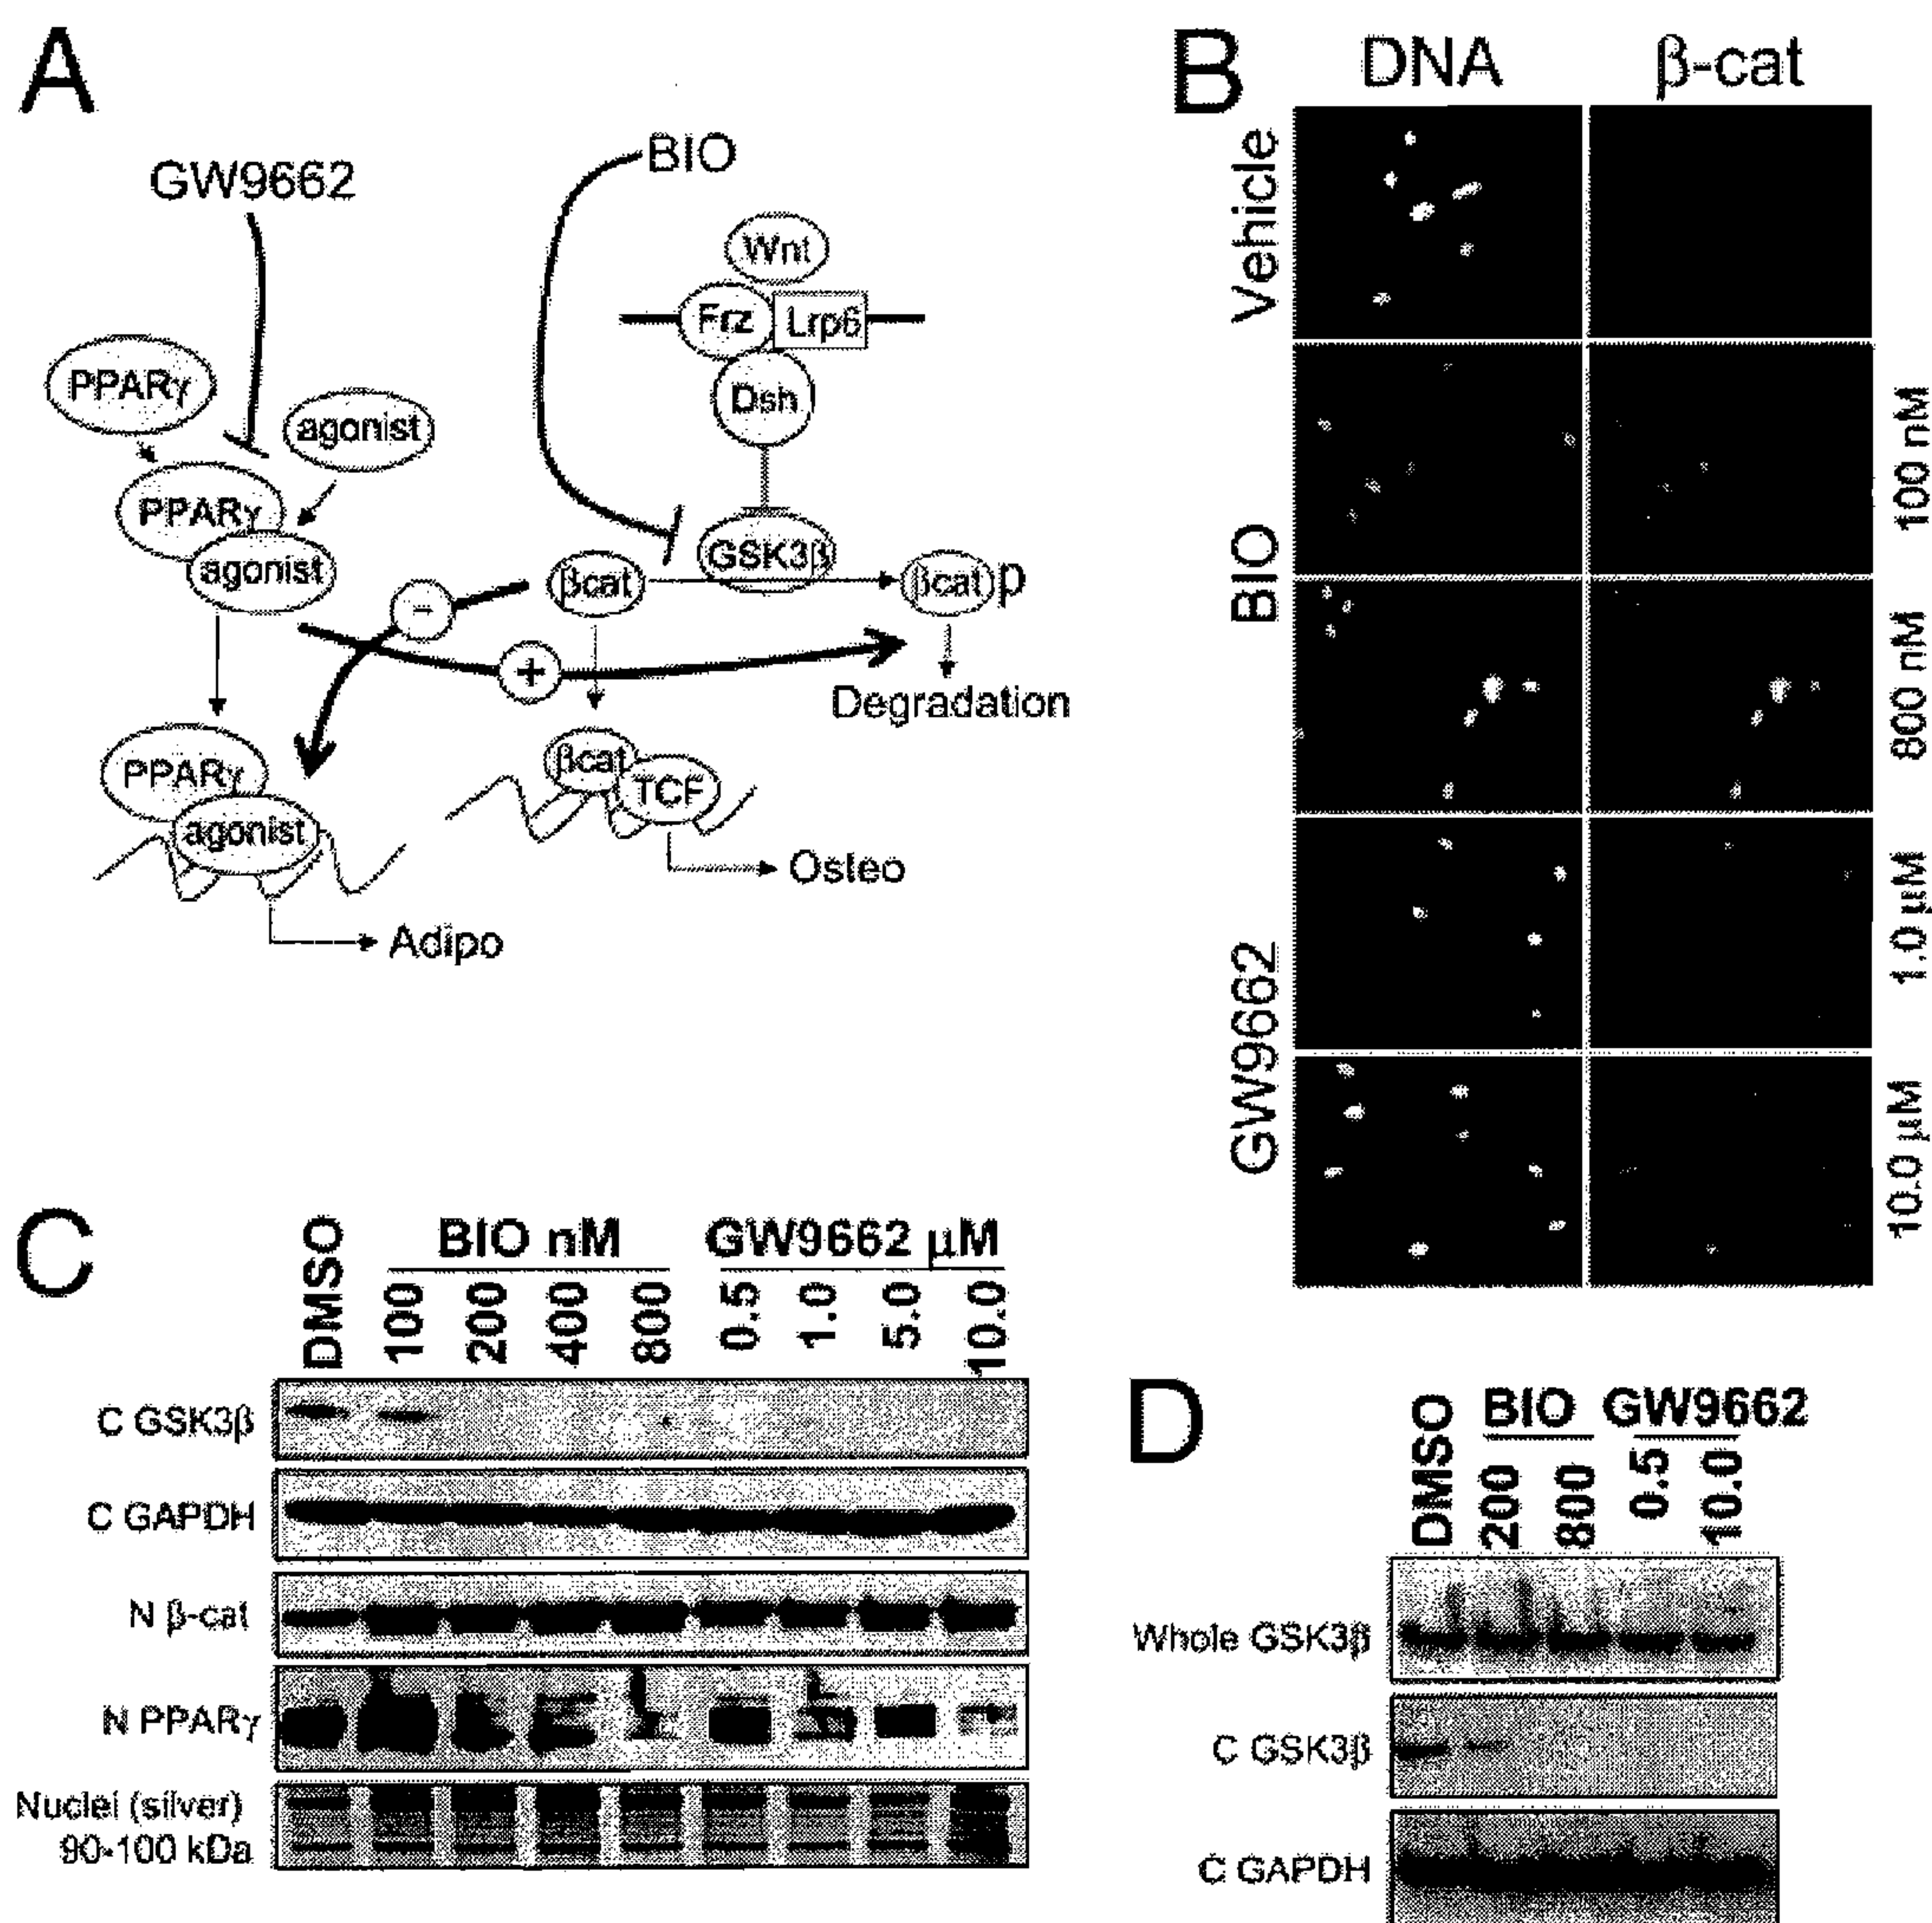 A
GW9662
BIO
Wnt
Frz
Lrp6
Dsh
PPARγ
agonist
PPARγ
agonist
GSK3β
βcat
βcat p
-
+
Degradation
PPARγ
agonist
βcat
TCF
Osteo
Adipo
B
DNA β-cat
Vehicle
BIO
100 nM
800 nM
GW9662
1.0 μM
10.0 μM
C
DMSO
BIO nM
GW9662 μM
100 200 400 800 0.5 1.0 5.0 10.0
C GSK3β
C GAPDH
N β-cat
N PPARγ
Nuclei (silver)
90-100 kDa
D
DMSO
BIO GW9662
200 800 0.5 10.0
Whole GSK3β
C GSK3β
C GAPDH